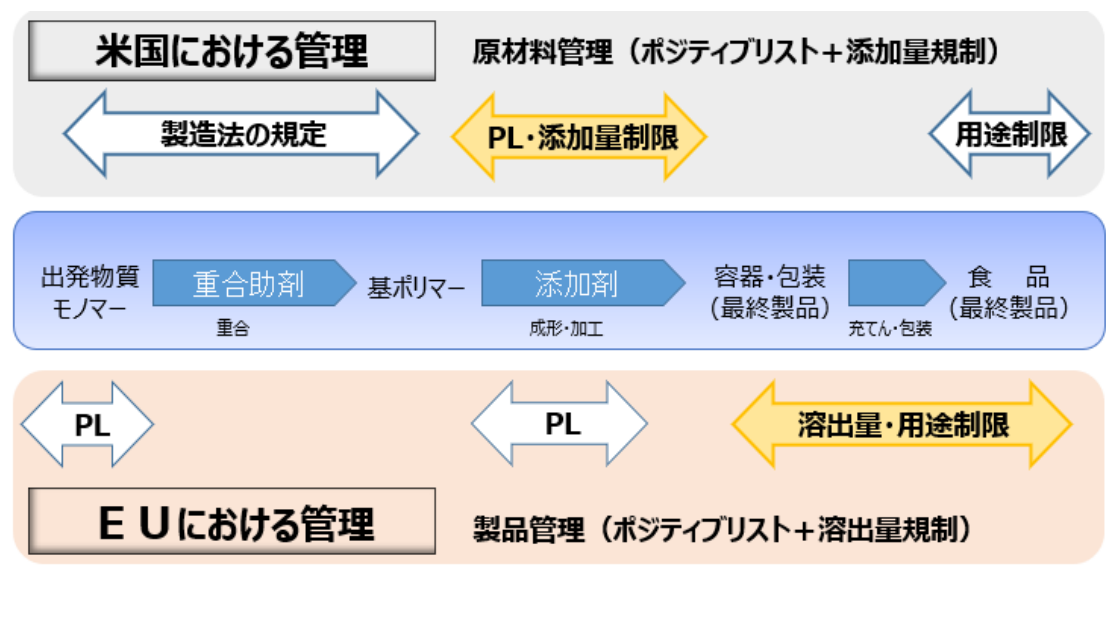 米国における管理
原材料管理（ポジティブリスト＋添加量規制）
製造法の規定
PL・添加量制限
用途制限
出発物質
モノマー
重合助剤
重合
基ポリマー
添加剤
成形・加工
容器・包装
（最終製品）
充てん・包装
食　品
（最終製品）
PL
PL
溶出量・用途制限
ＥＵにおける管理
製品管理（ポジティブリスト＋溶出量規制）